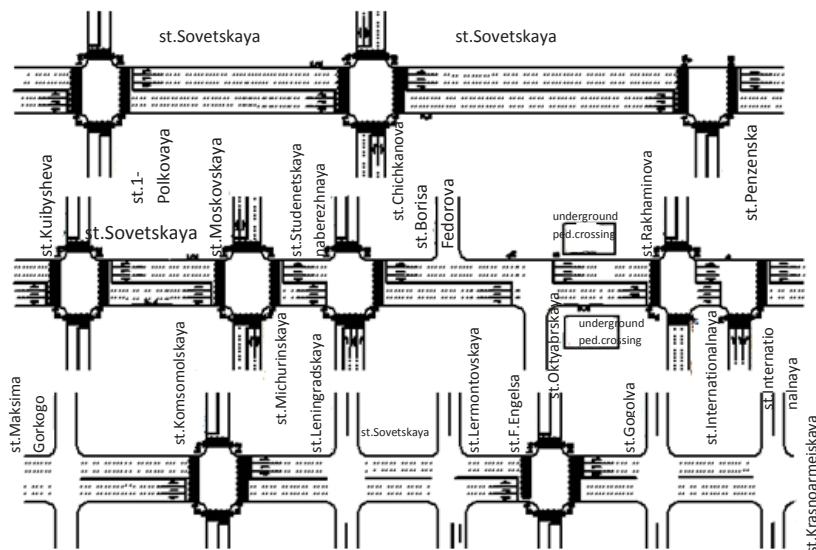 st.Sovetskaya
st.Sovetskaya
st.Kuibysheva
st.1-
Polkovaya
st.Sovetskaya
st.Moskovskaya
st.Studenetskaya
naberezhnaya
st.Chichkanova
st.Borisa
Fedorova
underground
ped.crossing
st.Rakhaminova
st.Penzenska
st.Maksima
Gorkogo
st.Komsomolskaya
st.Michurinskaya
st.Leningradskaya
st.Sovetskaya
st.Lermontovskaya
st.F.Engelsa
st.Oktyabrskaya
underground
ped.crossing
st.Gogolva
st.Internationalnaya
st.Internatio
nalnaya
st.Krasnoarmeiskaya